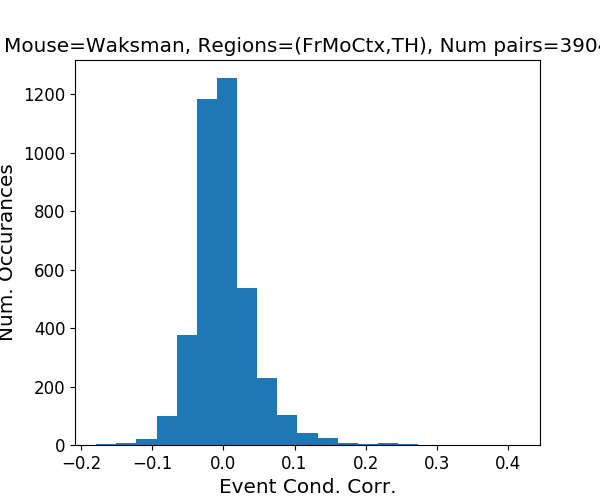 Mouse=Waksman, Regions=(FrMoCtx,TH), Num pairs=390
Num. Occurances
1200
1000
800
600
400
200
0
−0.2 −0.1 0.0 0.1 0.2 0.3 0.4
Event Cond. Corr.